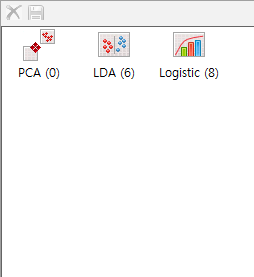 PCA (0)
LDA (6)
Logistic (8)